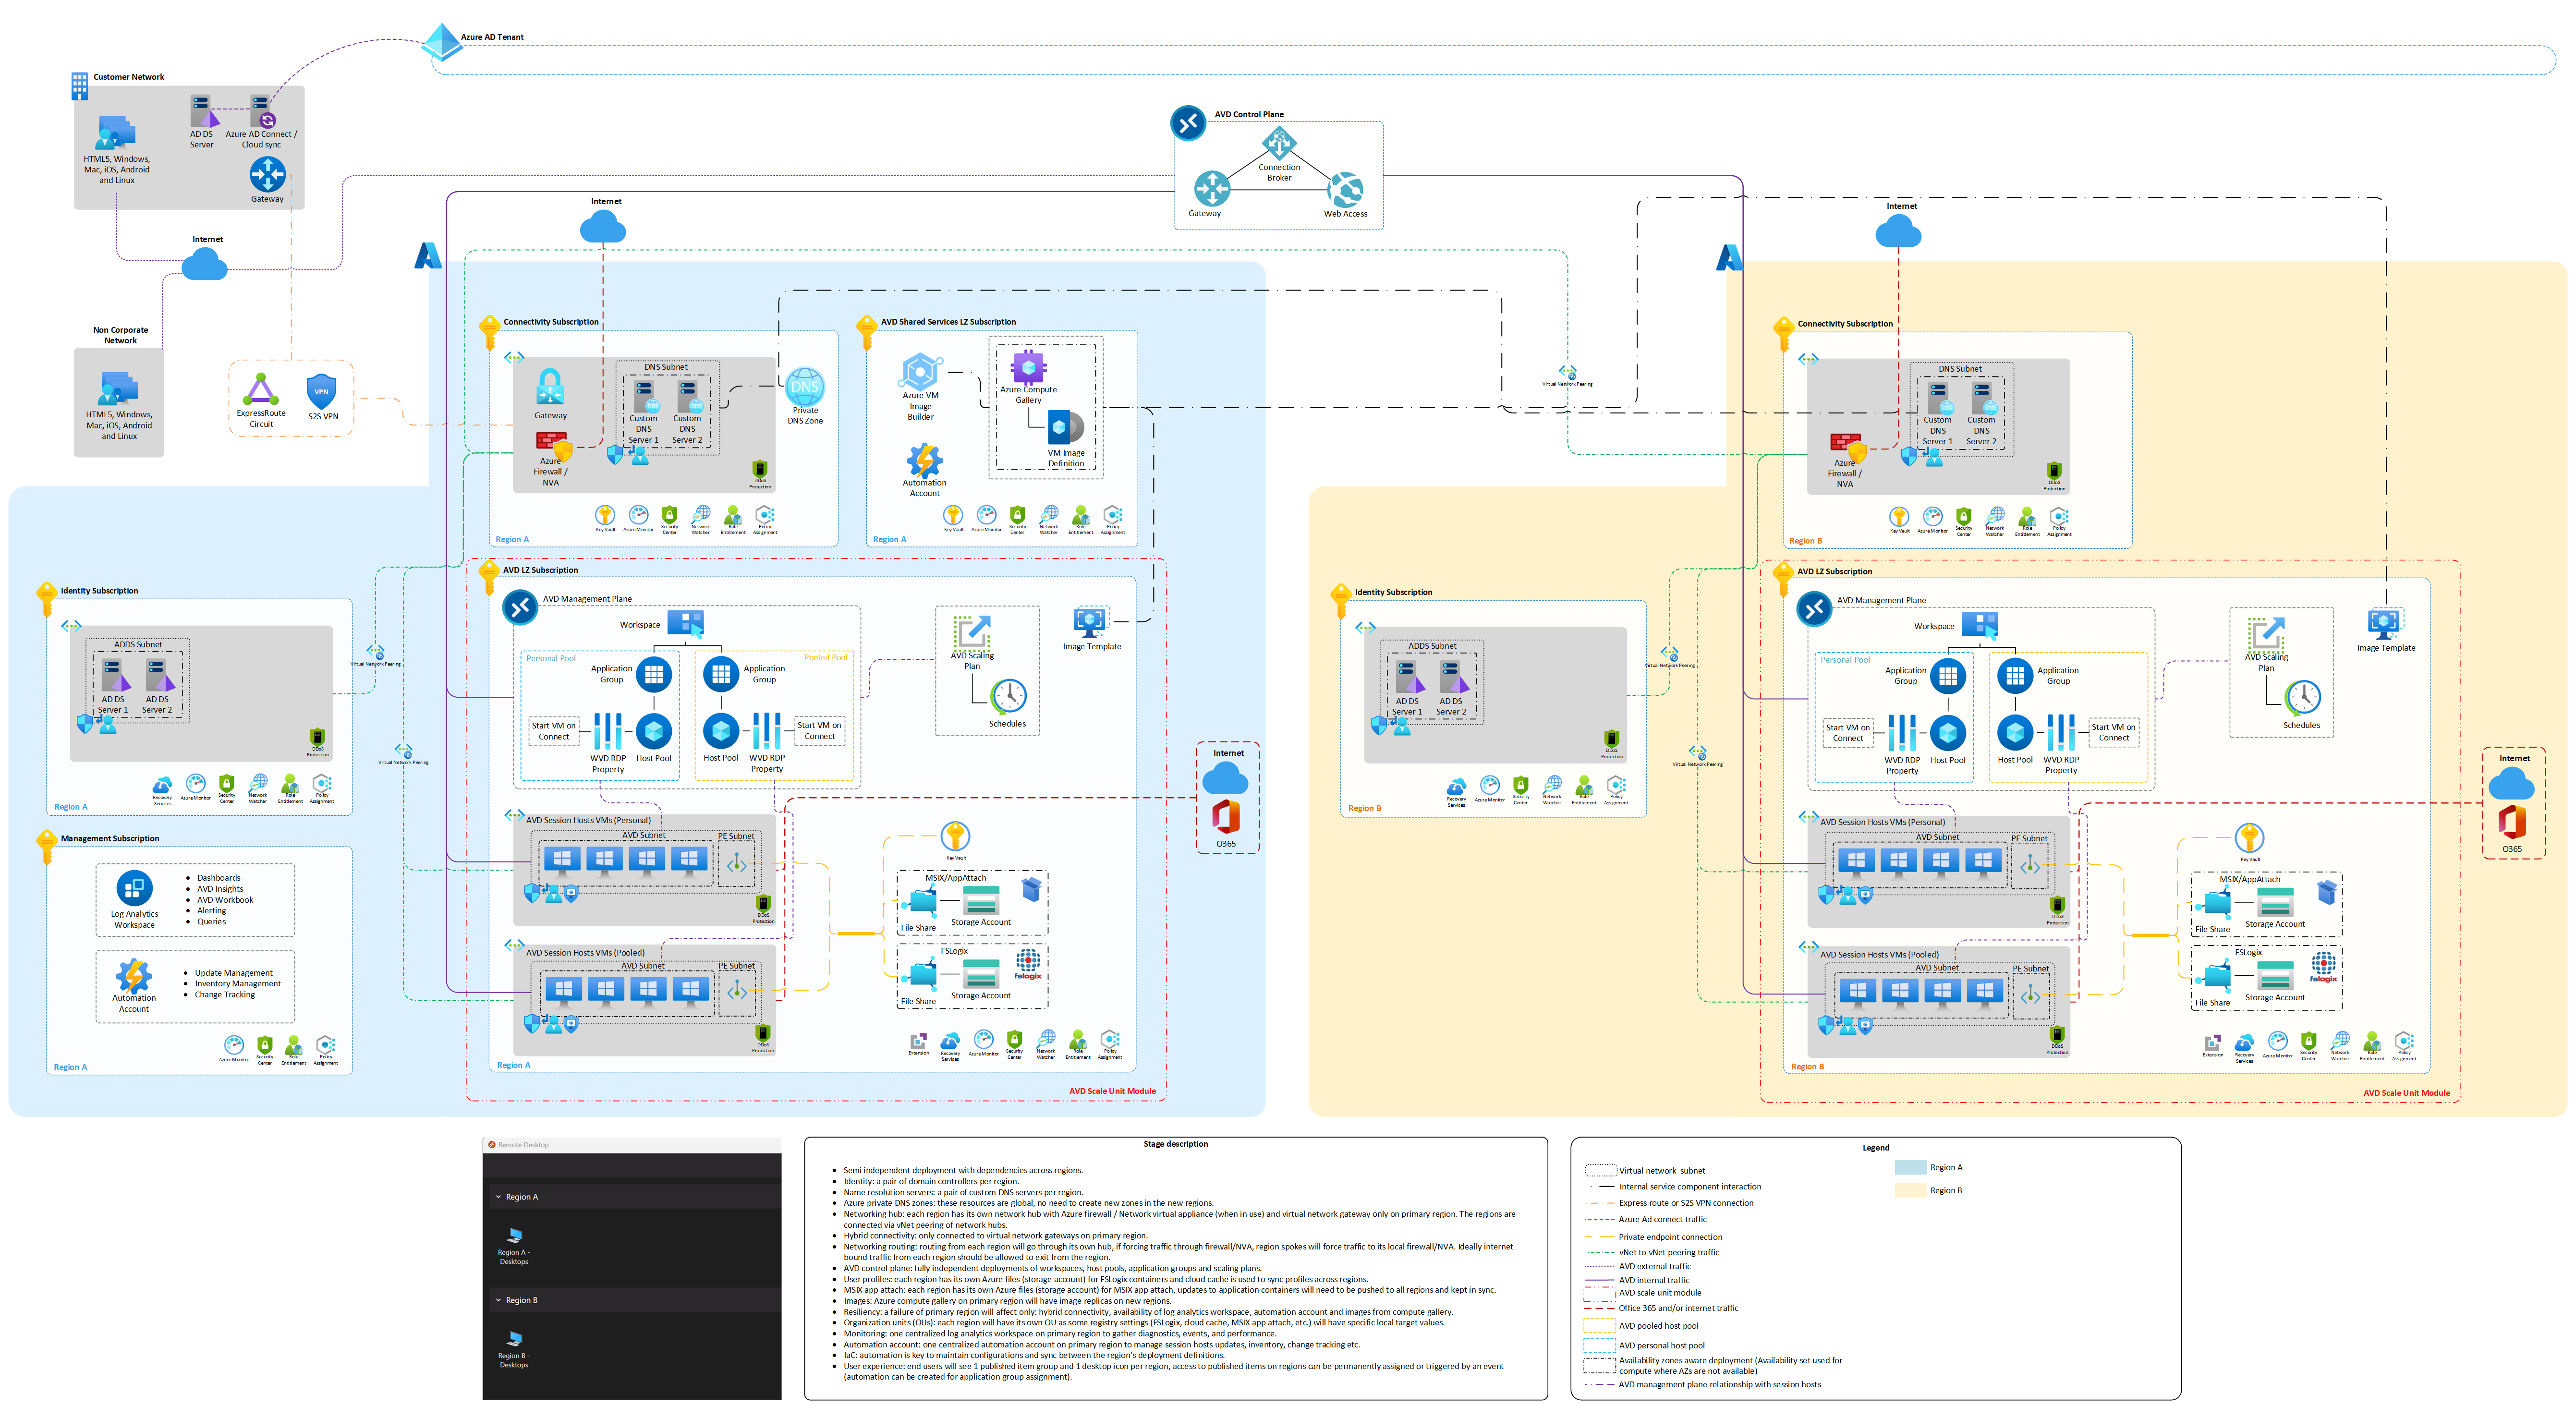 Azure AD Tenant
Customer Network
AD DS
Server
Azure AD Connect /
Cloud sync
HTML5, Windows,
Mac, iOS, Android
and Linux
Gateway
Internet
Non Corporate
Network
HTML5, Windows,
Mac, iOS, Android
and Linux
ExpressRoute
Circuit
VPN
S2S VPN
AVD Control Plane
Connection
Broker
Gateway
Web Access
Internet
Connectivity Subscription
Gateway
Azure
Firewall /
NVA
DNS Subnet
Custom
DNS
Server 1
Custom
DNS
Server 2
DDoS
Protection
DNS
Private
DNS Zone
Key Vault
Azure Monitor
Security
Center
Network
Watcher
Role
Entitlement
Policy
Assignment
Region A
AVD Shared Services LZ Subscription
Azure VM
Image
Builder
Automation
Account
Azure Compute
Gallery
VM Image
Definition
Key Vault
Azure Monitor
Security
Center
Network
Watcher
Role
Entitlement
Policy
Assignment
Region A
Virtual Network Peering
Identity Subscription
ADDS Subnet
AD DS
Server 1
AD DS
Server 2
DDoS
Protection
Recovery
Services
Azure Monitor
Security
Center
Network
Watcher
Role
Entitlement
Policy
Assignment
Region A
Virtual Network Peering
Virtual Network Peering
Management Subscription
Log Analytics
Workspace
• Dashboards
• AVD Insights
• AVD Workbook
• Alerting
• Queries
Automation
Account
• Update Management
• Inventory Management
• Change Tracking
Azure Monitor
Security
Center
Role
Entitlement
Policy
Assignment
Region A
AVD LZ Subscription
AVD Management Plane
Workspace
Personal Pool
Application
Group
Start VM on
Connect
WVD RDP
Property
Host Pool
Pooled Pool
Application
Group
Host Pool
WVD RDP
Property
Start VM on
Connect
AVD Scaling
Plan
Schedules
Image Template
AVD Session Hosts VMs (Personal)
AVD Subnet
PE Subnet
DDoS
Protection
AVD Session Hosts VMs (Pooled)
AVD Subnet
PE Subnet
DDoS
Protection
Key Vault
MSIX/AppAttach
File Share
Storage Account
FSLogix
File Share
Storage Account
fslogix
Extension
Recovery
Services
Azure Monitor
Security
Center
Network
Watcher
Role
Entitlement
Policy
Assignment
Region A
AVD Scale Unit Module
Internet
O365
Internet
Connectivity Subscription
Azure
Firewall /
NVA
DNS Subnet
Custom
DNS
Server 1
Custom
DNS
Server 2
DDoS
Protection
Key Vault
Azure Monitor
Security
Center
Network
Watcher
Role
Entitlement
Policy
Assignment
Region B
Identity Subscription
ADDS Subnet
AD DS
Server 1
AD DS
Server 2
DDoS
Protection
Recovery
Services
Azure Monitor
Security
Center
Network
Watcher
Role
Entitlement
Policy
Assignment
Region B
Virtual Network Peering
Virtual Network Peering
AVD LZ Subscription
AVD Management Plane
Workspace
Personal Pool
Application
Group
Start VM on
Connect
WVD RDP
Property
Host Pool
Application
Group
Host Pool
WVD RDP
Property
Start VM on
Connect
AVD Scaling
Plan
Schedules
Image Template
AVD Session Hosts VMs (Personal)
AVD Subnet
PE Subnet
DDoS
Protection
AVD Session Hosts VMs (Pooled)
AVD Subnet
PE Subnet
DDoS
Protection
Key Vault
MSIX/AppAttach
File Share
Storage Account
FSLogix
File Share
Storage Account
fslogix
Extension
Recovery
Services
Azure Monitor
Security
Center
Network
Watcher
Role
Entitlement
Policy
Assignment
Region B
AVD Scale Unit Module
Internet
O365
Remote Desktop
Region A
Region A -
Desktops
Region B
Region B -
Desktops
Stage description
• Semi independent deployment with dependencies across regions.
• Identity: a pair of domain controllers per region.
• Name resolution servers: a pair of custom DNS servers per region.
• Azure private DNS zones: these resources are global, no need to create new zones in the new regions.
• Networking hub: each region has its own network hub with Azure firewall / Network virtual appliance (when in use) and virtual network gateway only on primary region. The regions are
connected via vNet peering of network hubs.
• Hybrid connectivity: only connected to virtual network gateways on primary region.
• Networking routing: routing from each region will go through its own hub, if forcing traffic through firewall/NVA, region spokes will force traffic to its local firewall/NVA. Ideally internet
bound traffic from each region should be allowed to exit from the region.
• AVD control plane: fully independent deployments of workspaces, host pools, application groups and scaling plans.
• User profiles: each region has its own Azure files (storage account) for FSLogix containers and cloud cache is used to sync profiles across regions.
• MSIX app attach: each region has its own Azure files (storage account) for MSIX app attach, updates to application containers will need to be pushed to all regions and kept in sync.
• Images: Azure compute gallery on primary region will have image replicas on new regions.
• Resiliency: a failure of primary region will affect only: hybrid connectivity, availability of log analytics workspace, automation account and images from compute gallery.
• Organization units (OUs): each region will have its own OU as some registry settings (FSLogix, cloud cache, MSIX app attach, etc.) will have specific local target values.
• Monitoring: one centralized log analytics workspace on primary region to gather diagnostics, events, and performance.
• Automation account: one centralized automation account on primary region to manage session hosts updates, inventory, change tracking etc.
• IaC: automation is key to maintain configurations and sync between the region's deployment definitions.
• User experience: end users will see 1 published item group and 1 desktop icon per region, access to published items on regions can be permanently assigned or triggered by an event
(automation can be created for application group assignment).
Legend
Virtual network subnet
Internal service component interaction
Express route or S2S VPN connection
Azure Ad connect traffic
Private endpoint connection
vNet to vNet peering traffic
AVD external traffic
AVD internal traffic
AVD scale unit module
Office 365 and/or internet traffic
AVD pooled host pool
AVD personal host pool
Availability zones aware deployment (Availability set used for
compute where AZs are not available)
AVD management plane relationship with session hosts
Region A
Region B